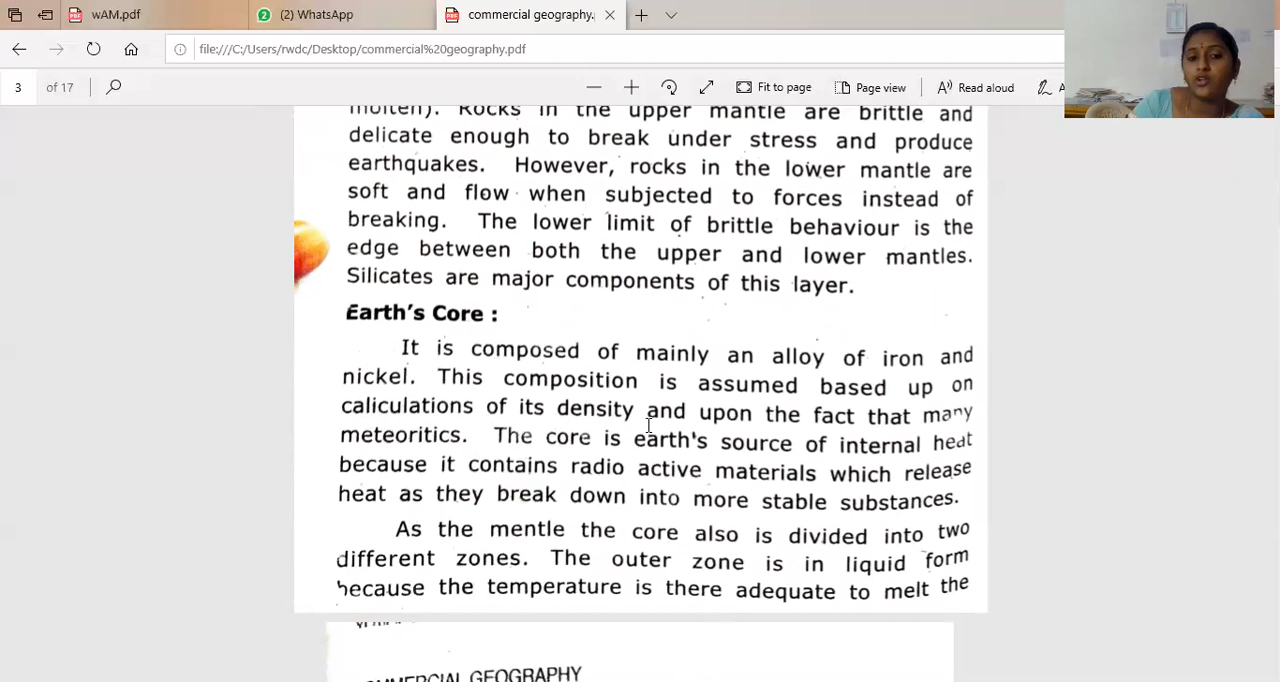 wAM.pdf
2 (2) WhatsApp
commercial geography.
file:///C:/Users/rwdc/Desktop/commercial%20geography.pdf
3 of 17
Fit to page
Page view
Read aloud
molten). Rocks in the upper mantle are brittle and
delicate enough to break under stress and produce
earthquakes. However, rocks in the lower mantle are
soft and flow when subjected to forces instead of
breaking. The lower limit of brittle behaviour is the
edge between both the upper and lower mantles.
Silicates are major components of this layer.
Earth's Core :
It is composed of mainly an alloy of iron and
nickel. This composition is assumed based up on
caliculations of its density and upon the fact that many
meteoritics. The core is earth's source of internal heat
because it contains radio active materials which release
heat as they break down into more stable substances.
As the mentle the core also is divided into two
different zones. The outer zone is in liquid form
because the temperature is there adequate to melt the
MMERCIAL GEOGRAPHY